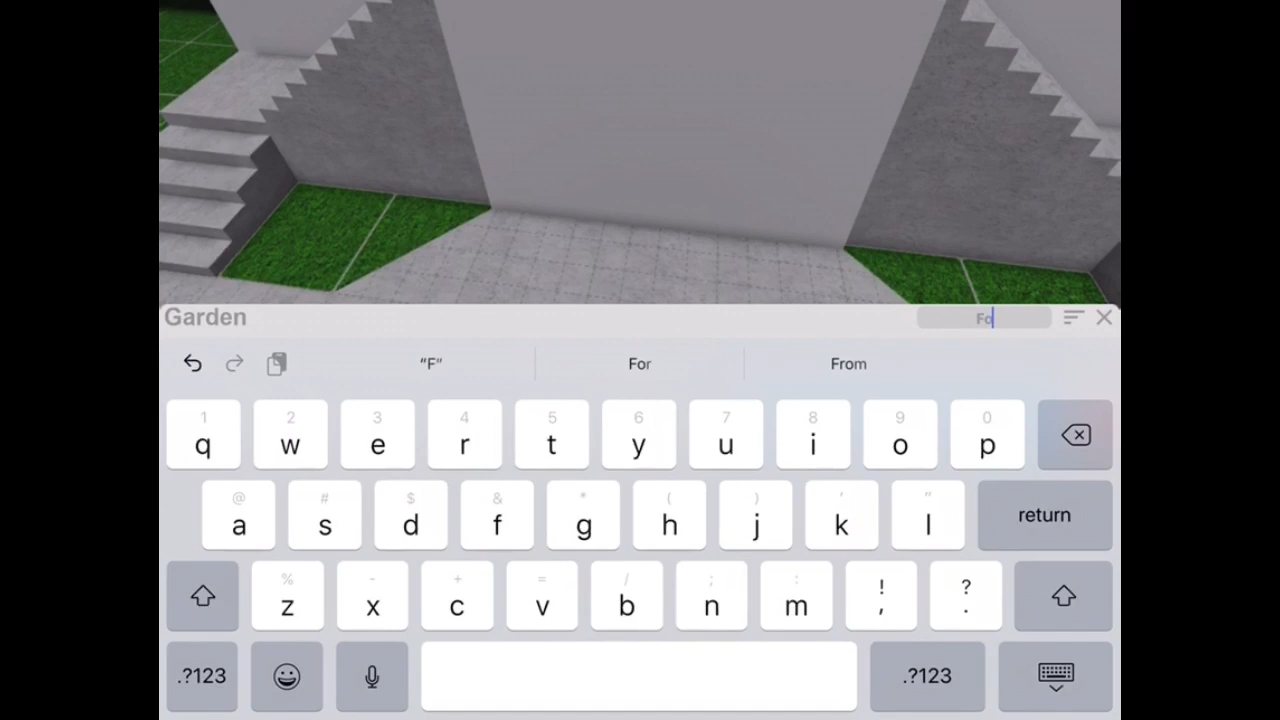 Garden Fo
"F" For From
1 2 3 4 5 6 7 8 9 0
q w e r t y u i o p
@ # $ & * ( ) ' "
a s d f g h j k l return
% - + = / ; : ! ?
z x c v b n m , .
.?123 .?123